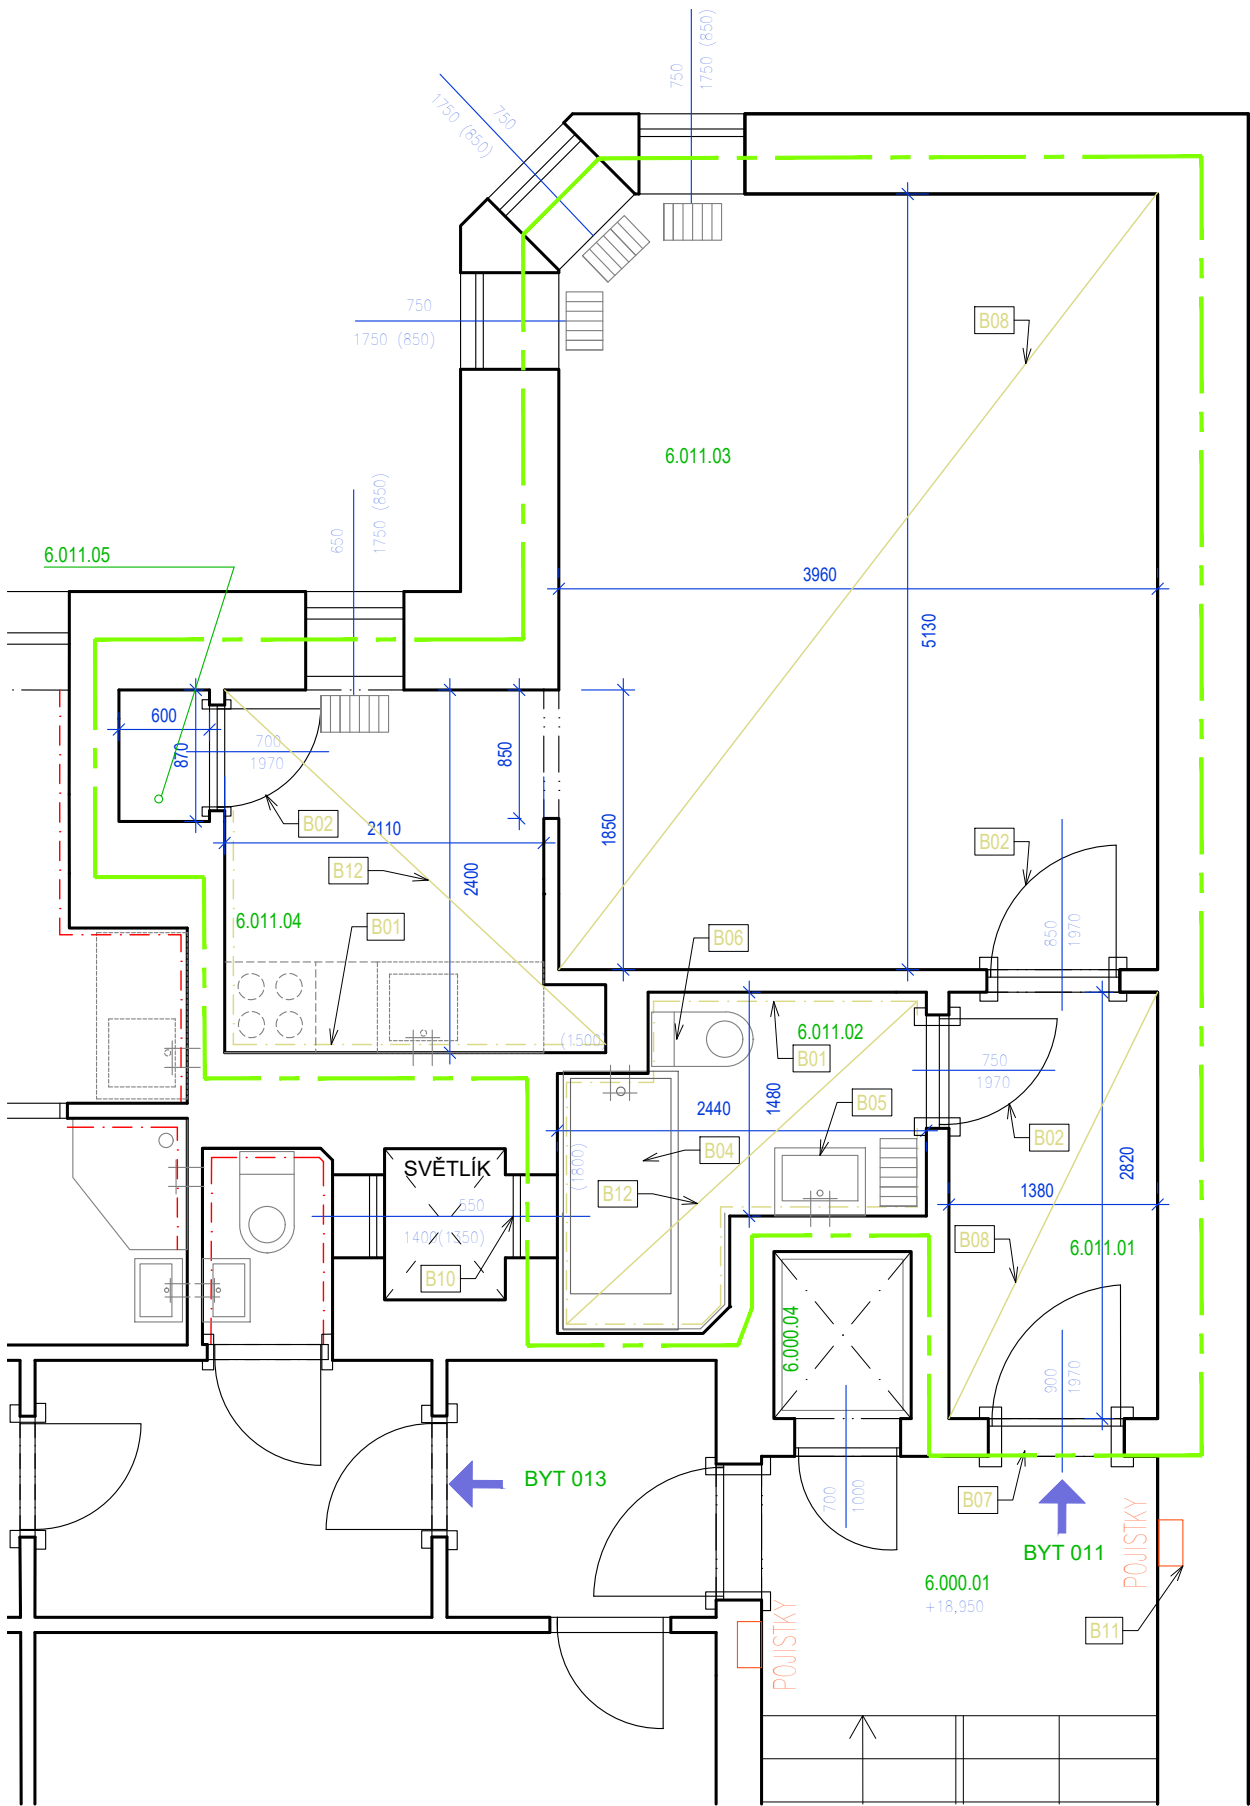 750
1750 (850)
750
1750 (850)
750
1750 (850)
B08
6.011.03
650
1750 (850)
6.011.05
3960
5130
600
870
700
1970
850
B02
2110
1850
B12
2400
B02
6.011.04
B01
B06
850
1970
(1500)
6.011.02
B01
750
1970
2440
1480
B05
B02
SVĚTLÍK
(1800)
B04
2820
B12
1380
550
1400(1350)
B08
6.011.01
B10
6.000.04
900
1970
BYT 013
700
1000
B07
POJISTKY
BYT 011
6.000.01
+18,950
POJISTKY
B11